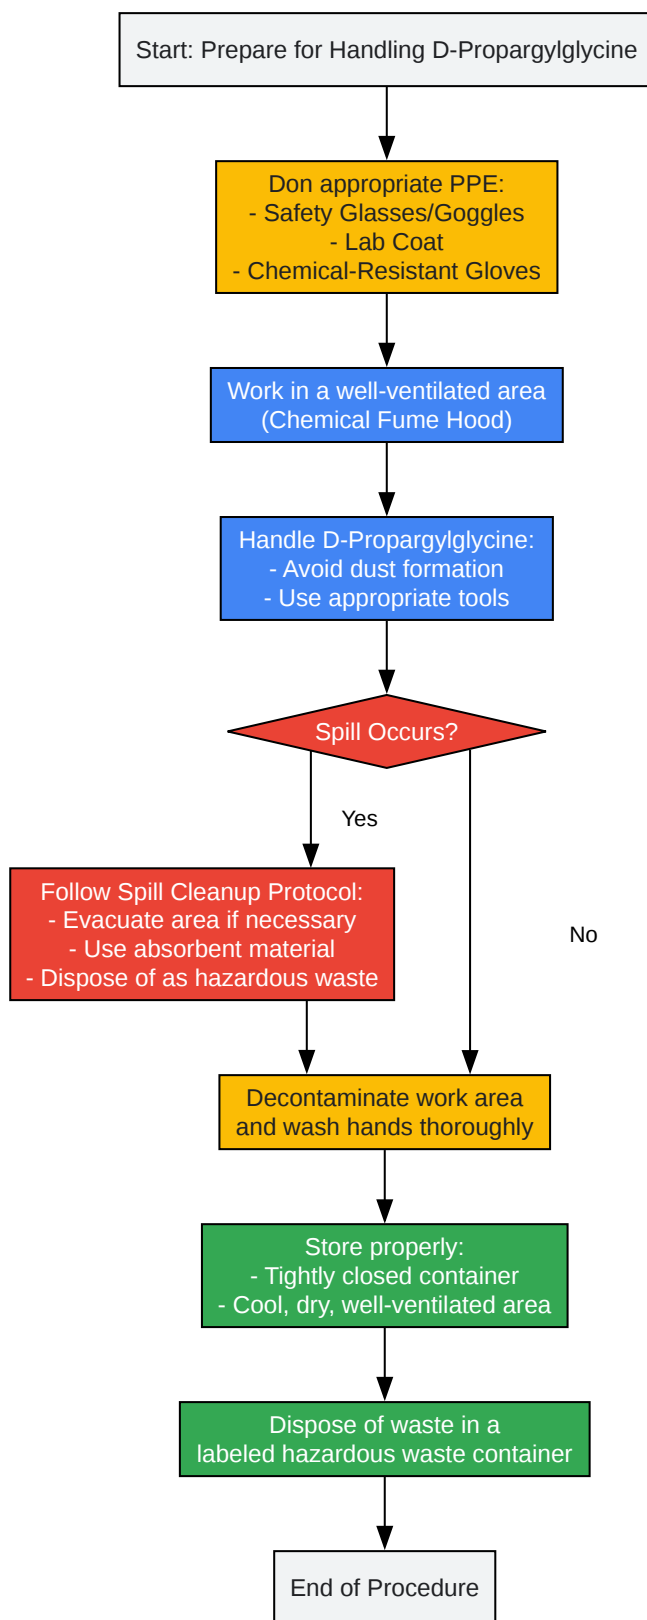 Start: Prepare for Handling D-Propargylglycine
Don appropriate PPE:
- Safety Glasses/Goggles
- Lab Coat
- Chemical-Resistant Gloves
Work in a well-ventilated area
(Chemical Fume Hood)
Handle D-Propargylglycine:
- Avoid dust formation
- Use appropriate tools
Spill Occurs?
Yes
Follow Spill Cleanup Protocol:
- Evacuate area if necessary
- Use absorbent material
- Dispose of as hazardous waste
No
Decontaminate work area
and wash hands thoroughly
Store properly:
- Tightly closed container
- Cool, dry, well-ventilated area
Dispose of waste in a
labeled hazardous waste container
End of Procedure